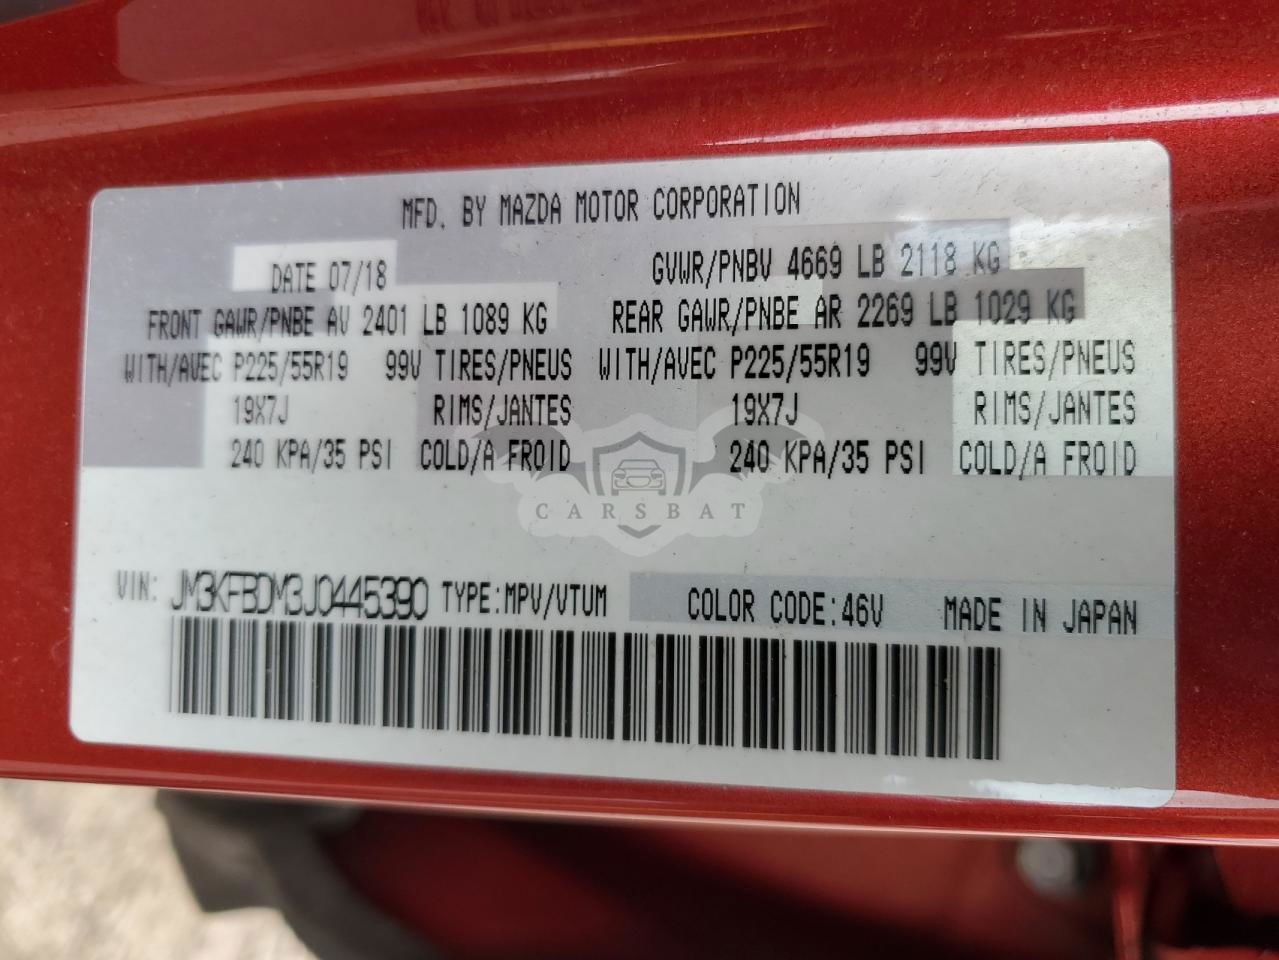 MFD. BY MAZDA MOTOR CORPORATION
DATE 07/18 GVWR/PNBV 4669 LB 2118 KG
FRONT GAWR/PNBE AV 2401 LB 1089 KG REAR GAWR/PNBE AR 2269 LB 1029 KG
WITH/AVEC P225/55R19 99V TIRES/PNEUS WITH/AVEC P225/55R19 99V TIRES/PNEUS
19X7J RIMS/JANTES 19X7J RIMS/JANTES
240 KPA/35 PSI COLD/A FROID 240 KPA/35 PSI COLD/A FROID
CARSBAT
VIN: JM3KFBDM3J0445390 TYPE:MPV/VTUM COLOR CODE:46V MADE IN JAPAN